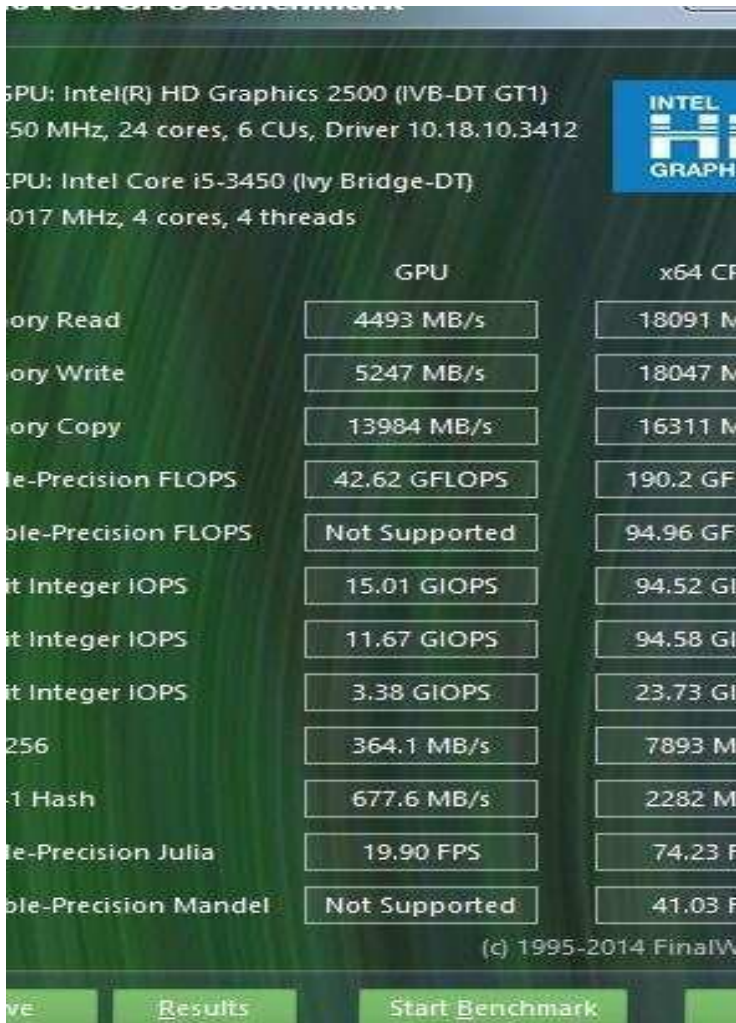 GPU: Intel(R) HD Graphics 2500 (IVB-DT GT1)
50 MHz, 24 cores, 6 CUs, Driver 10.18.10.3412
CPU: Intel Core i5-3450 (Ivy Bridge-DT)
017 MHz, 4 cores, 4 threads
INTEL
GRAPH
GPU x64 CP
ory Read 4493 MB/s 18091 M
ory Write 5247 MB/s 18047 M
ory Copy 13984 MB/s 16311 M
le-Precision FLOPS 42.62 GFLOPS 190.2 GF
ble-Precision FLOPS Not Supported 94.96 GF
it Integer IOPS 15.01 GIOPS 94.52 GI
it Integer IOPS 11.67 GIOPS 94.58 GI
it Integer IOPS 3.38 GIOPS 23.73 GI
256 364.1 MB/s 7893 M
-1 Hash 677.6 MB/s 2282 M
le-Precision Julia 19.90 FPS 74.23 F
ble-Precision Mandel Not Supported 41.03 F
(c) 1995-2014 FinalW
ve Results Start Benchmark